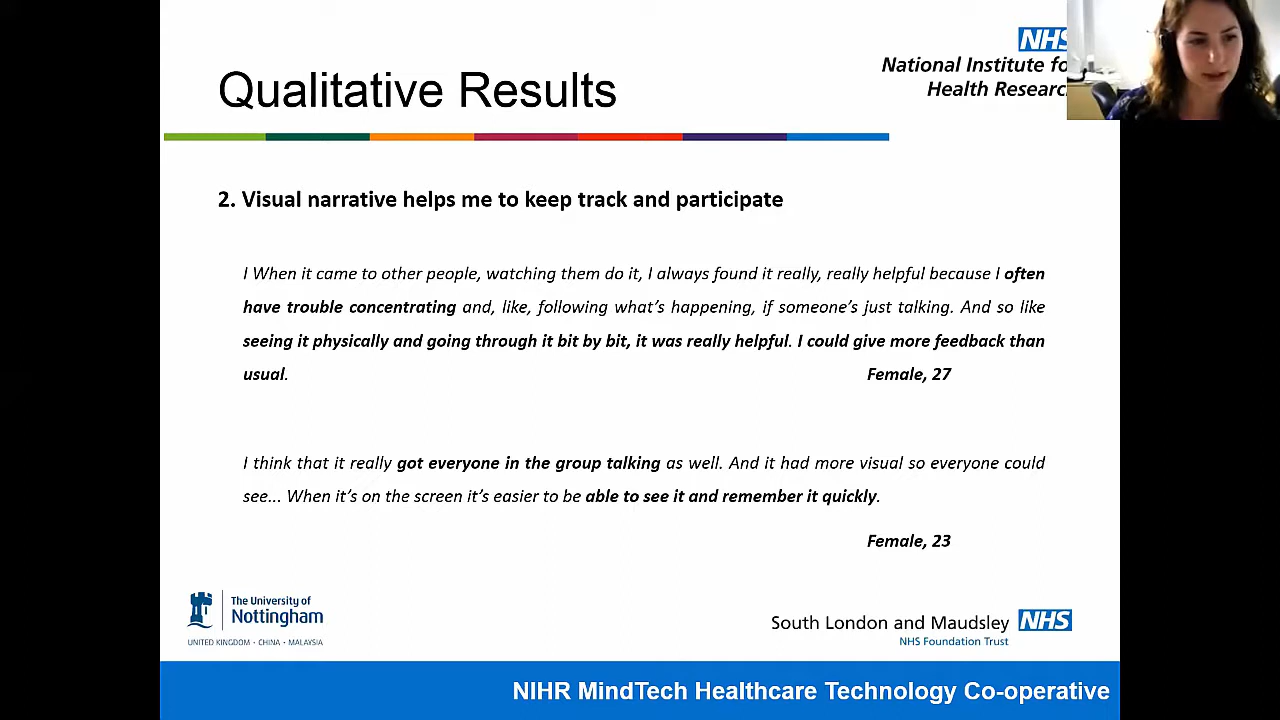 Qualitative Results
NHS
National Institute for
Health Research
2. Visual narrative helps me to keep track and participate
I When it came to other people, watching them do it, I always found it really, really helpful because I often
have trouble concentrating and, like, following what’s happening, if someone’s just talking. And so like
seeing it physically and going through it bit by bit, it was really helpful. I could give more feedback than
usual.
Female, 27
I think that it really got everyone in the group talking as well. And it had more visual so everyone could
see... When it’s on the screen it’s easier to be able to see it and remember it quickly.
Female, 23
The University of
Nottingham
UNITED KINGDOM · CHINA · MALAYSIA
South London and Maudsley NHS
NHS Foundation Trust
NIHR MindTech Healthcare Technology Co-operative